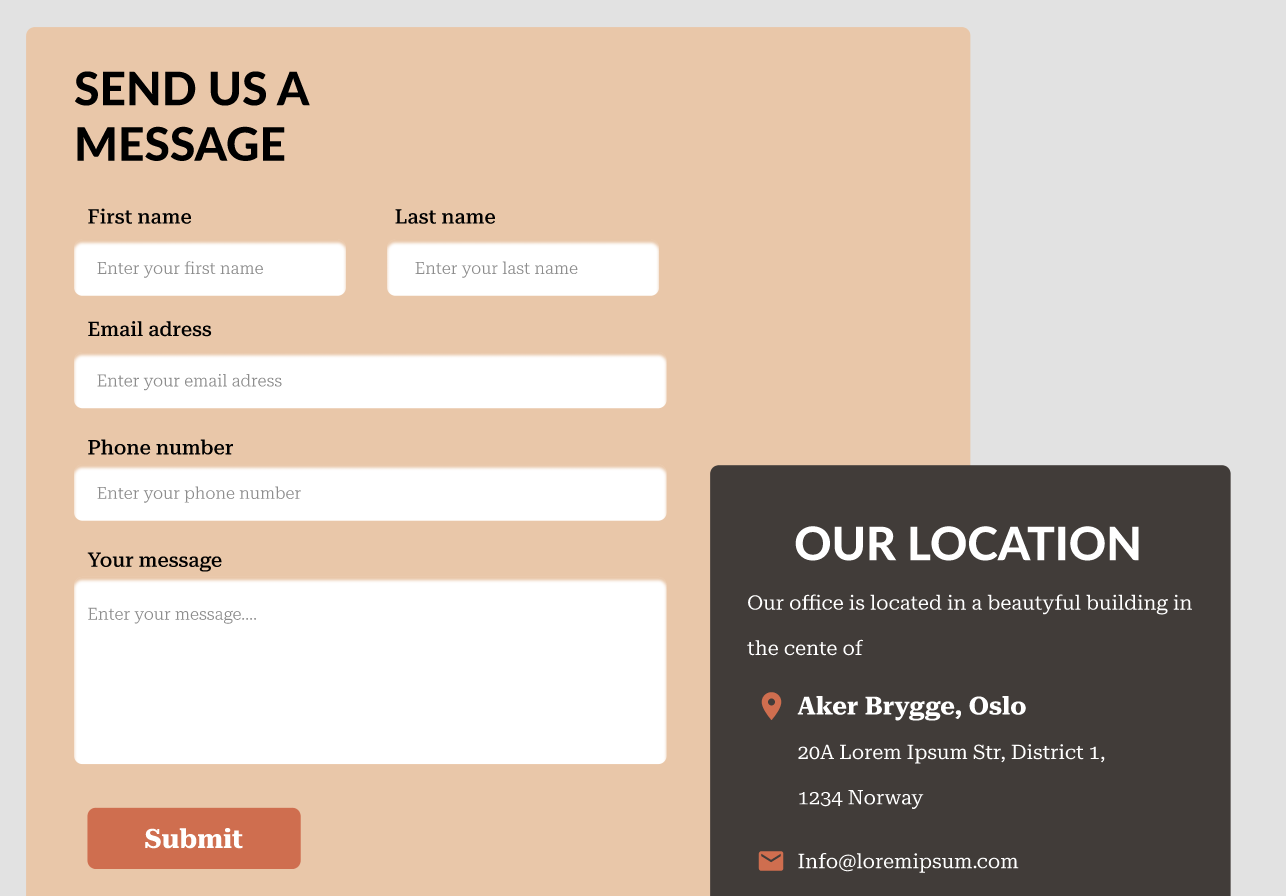 SEND US A
MESSAGE
First name
Last name
Enter your first name
Enter your last name
Email adress
Enter your email adress
Phone number
Enter your phone number
Your message
Enter your message....
Submit
OUR LOCATION
Our office is located in a beautyful building in
the cente of
Aker Brygge, Oslo
20A Lorem Ipsum Str, District 1,
1234 Norway
Info@loremipsum.com